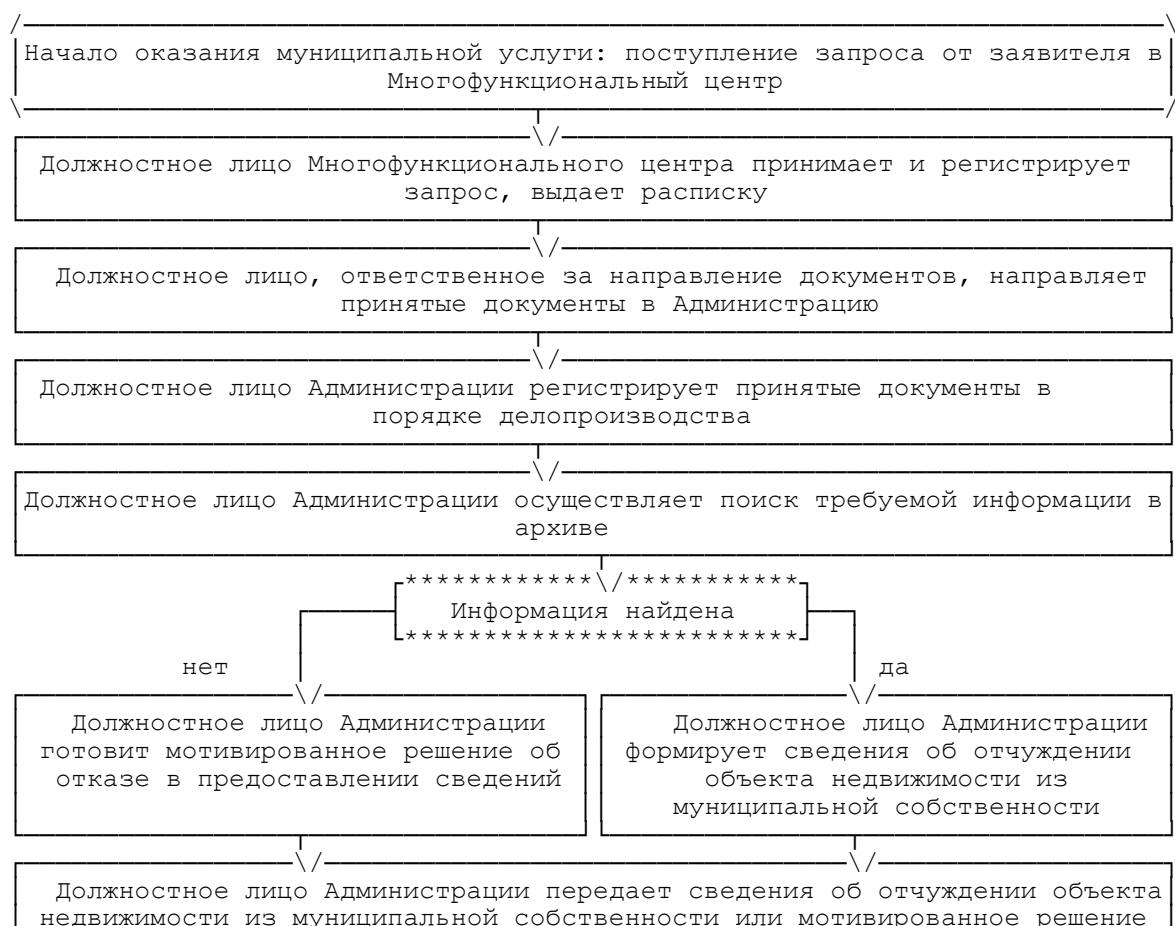 Начало оказания муниципальной услуги: поступление запроса от заявителя в
Многофункциональный центр
Должностное лицо Многофункционального центра принимает и регистрирует
запрос, выдает расписку
Должностное лицо, ответственное за направление документов, направляет
принятые документы в Администрацию
Должностное лицо Администрации регистрирует принятые документы в
порядке делопроизводства
Должностное лицо Администрации осуществляет поиск требуемой информации в
архиве
Информация найдена
нет
да
Должностное лицо Администрации
готовит мотивированное решение об
отказе в предоставлении сведений
Должностное лицо Администрации
формирует сведения об отчуждении
объекта недвижимости из
муниципальной собственности
Должностное лицо Администрации передает сведения об отчуждении объекта
недвижимости из муниципальной собственности или мотивированное решение